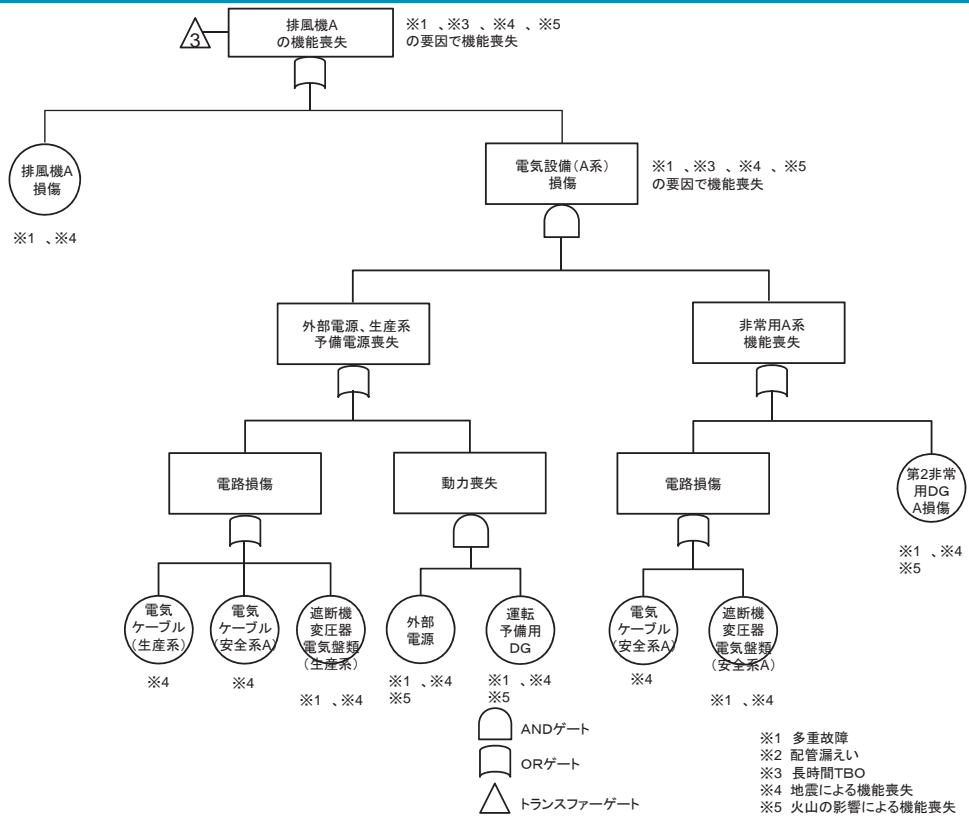 3
排風機A
の機能喪失
※1 、※3 、※4 、※5
の要因で機能喪失
排風機A
損傷
※1 、※4
電気設備(A系)
損傷
※1 、※3 、※4 、※5
の要因で機能喪失
外部電源、生産系
予備電源喪失
非常用A系
機能喪失
電路損傷
動力喪失
電路損傷
第2非常
用DG
A損傷
※1 、※4
※5
電気
ケーブル
(生産系)
※4
電気
ケーブル
(安全系A)
※4
遮断機
変圧器
電気盤類
(生産系)
※1 、※4
外部
電源
※1 、※4
※5
運転
予備用
DG
※1 、※4
※5
電気
ケーブル
(安全系A)
※4
遮断機
変圧器
電気盤類
(安全系A)
※1 、※4
ANDゲート
ORゲート
トランスファーゲート
※1 多重故障
※2 配管漏えい
※3 長時間TBO
※4 地震による機能喪失
※5 火山の影響による機能喪失